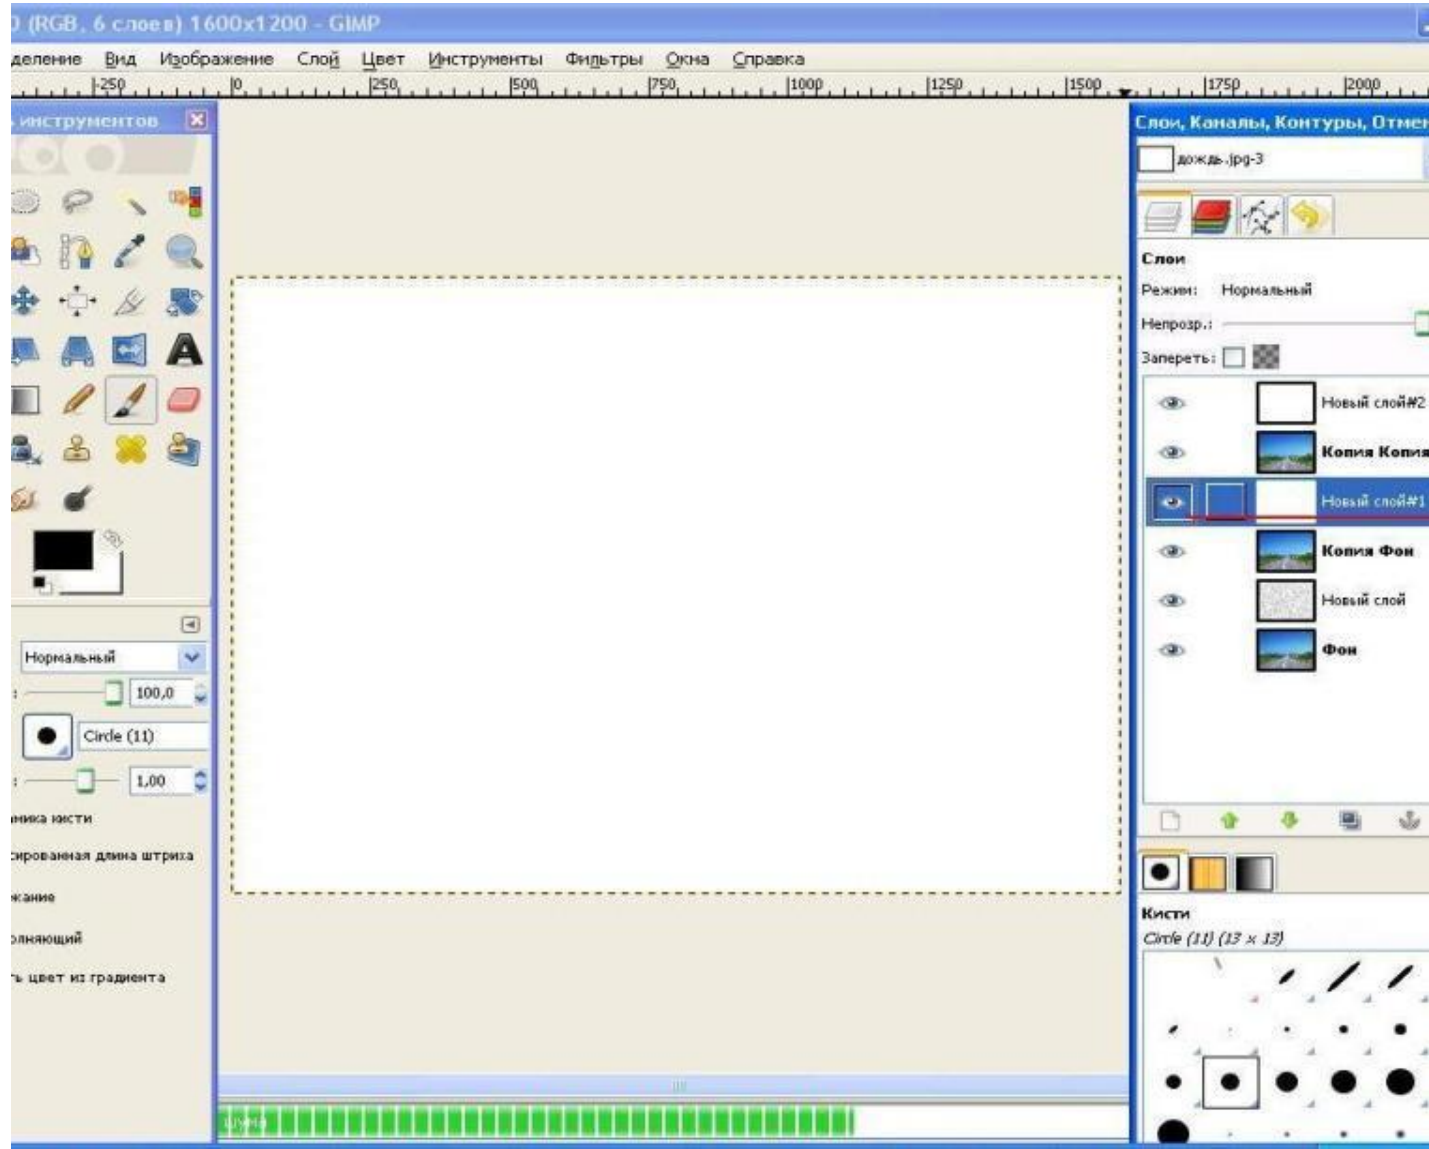 0 (RGB, 6 слоев) 1600x1200 - GIMP
деление Вид Изображение Слой Цвет Инструменты Фильтры Окна Справка
-250 0 250 500 750 1000 1250 1500 1750 2000
инструментов
Слои, Каналы, Контуры, Отмен
дождь.jpg-3
Слои
Режим: Нормальный
Непрозр.:
Запереть:
Новый слой#2
Копия Копия
Новый слой#1
Копия Фон
Новый слой
Фон
Нормальный
: 100,0
Circle (11)
: 1,00
мика кисти
сированная длина штриха
жание
олняющий
ь цвет из градиента
Кисти
Circle (11) (13 x 13)
шума